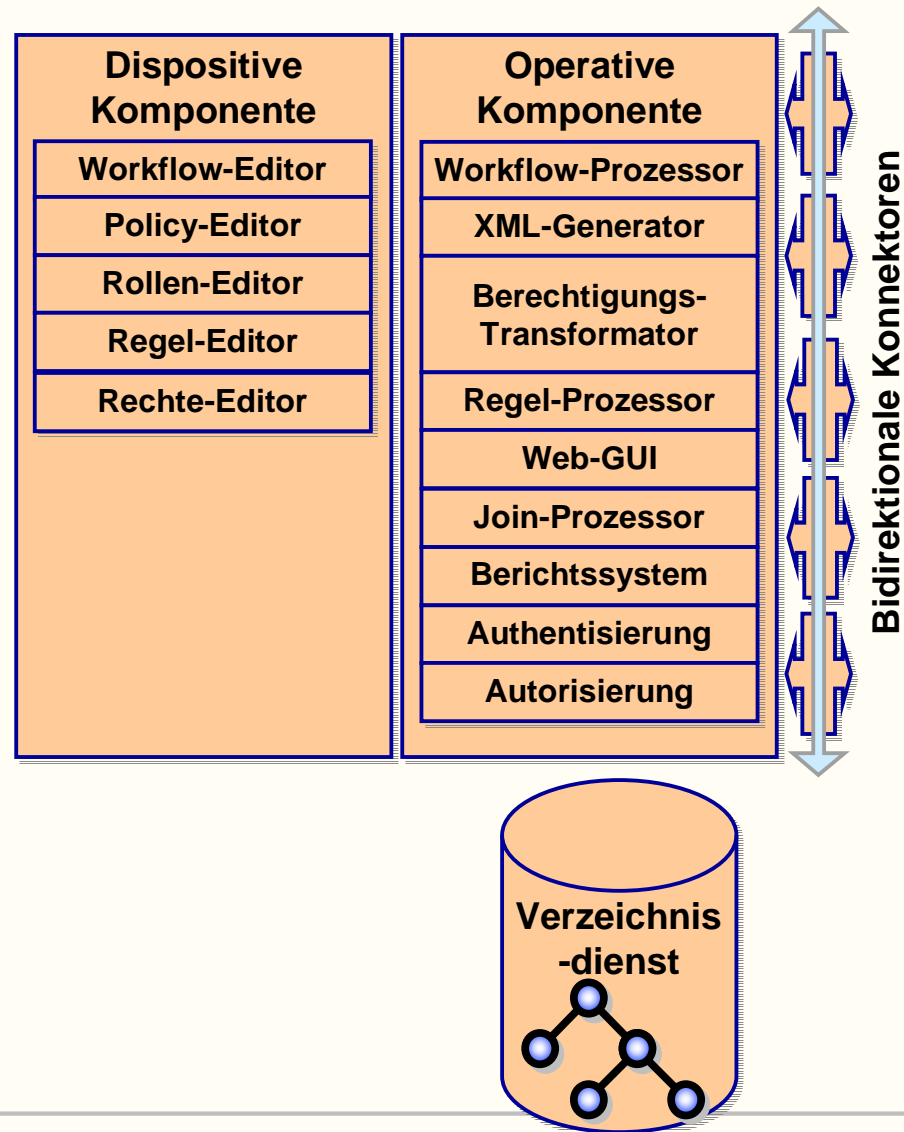 Dispositive
Komponente
Workflow-Editor
Policy-Editor
Rollen-Editor
Regel-Editor
Rechte-Editor
Operative
Komponente
Workflow-Prozessor
XML-Generator
Berechtigungs-
Transformator
Regel-Prozessor
Web-GUI
Join-Prozessor
Berichtssystem
Authentisierung
Autorisierung
Bidirektionale Konnektoren
Verzeichnis
-dienst